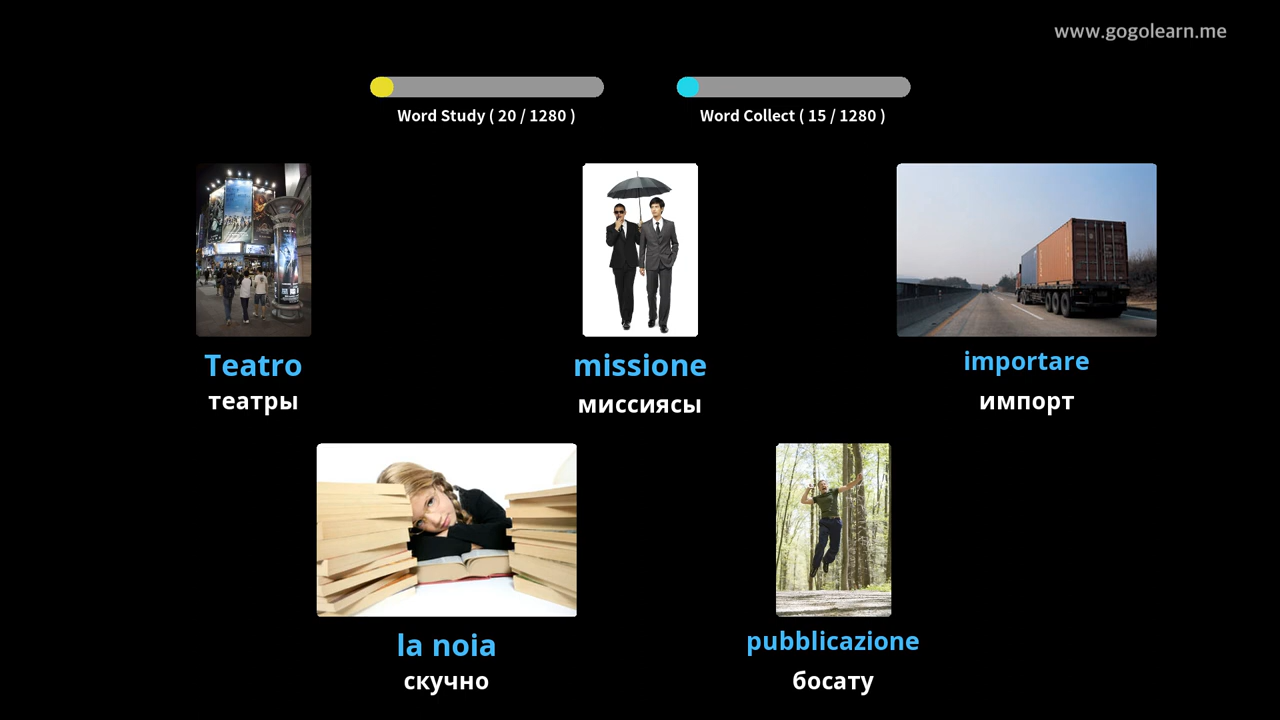 www.gogolearn.me
Word Study ( 20 / 1280 )
Word Collect ( 15 / 1280 )
Teatro
театры
missione
миссиясы
importare
импорт
la noia
скучно
pubblicazione
босату